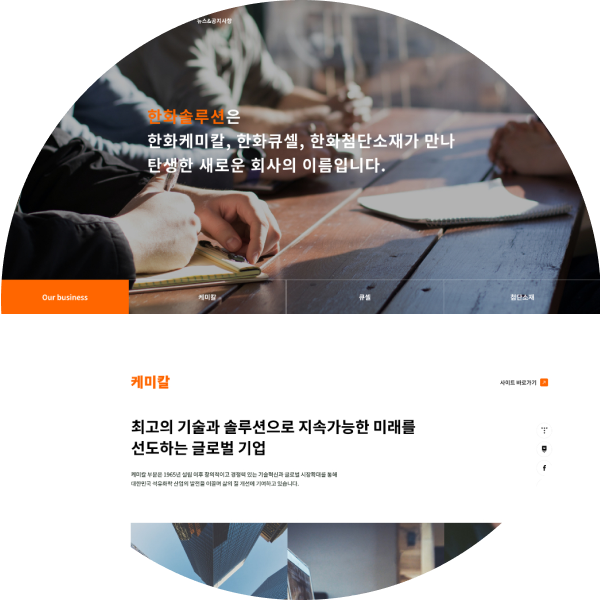 뉴스&공지사항
한화솔루션은
한화케미칼, 한화큐셀, 한화첨단소재가 만나
탄생한 새로운 회사의 이름입니다.
Our business
케미칼
큐셀
첨단소재
케미칼
사이트 바로가기
최고의 기술과 솔루션으로 지속가능한 미래를
선도하는 글로벌 기업
케미칼 부문은 1965년 설립 이후 창의적이고 경쟁력 있는 기술혁신과 글로벌 시장확대를 통해
대한민국 석유화학 산업의 발전을 이끌며 삶의 질 개선에 기여하고 있습니다.